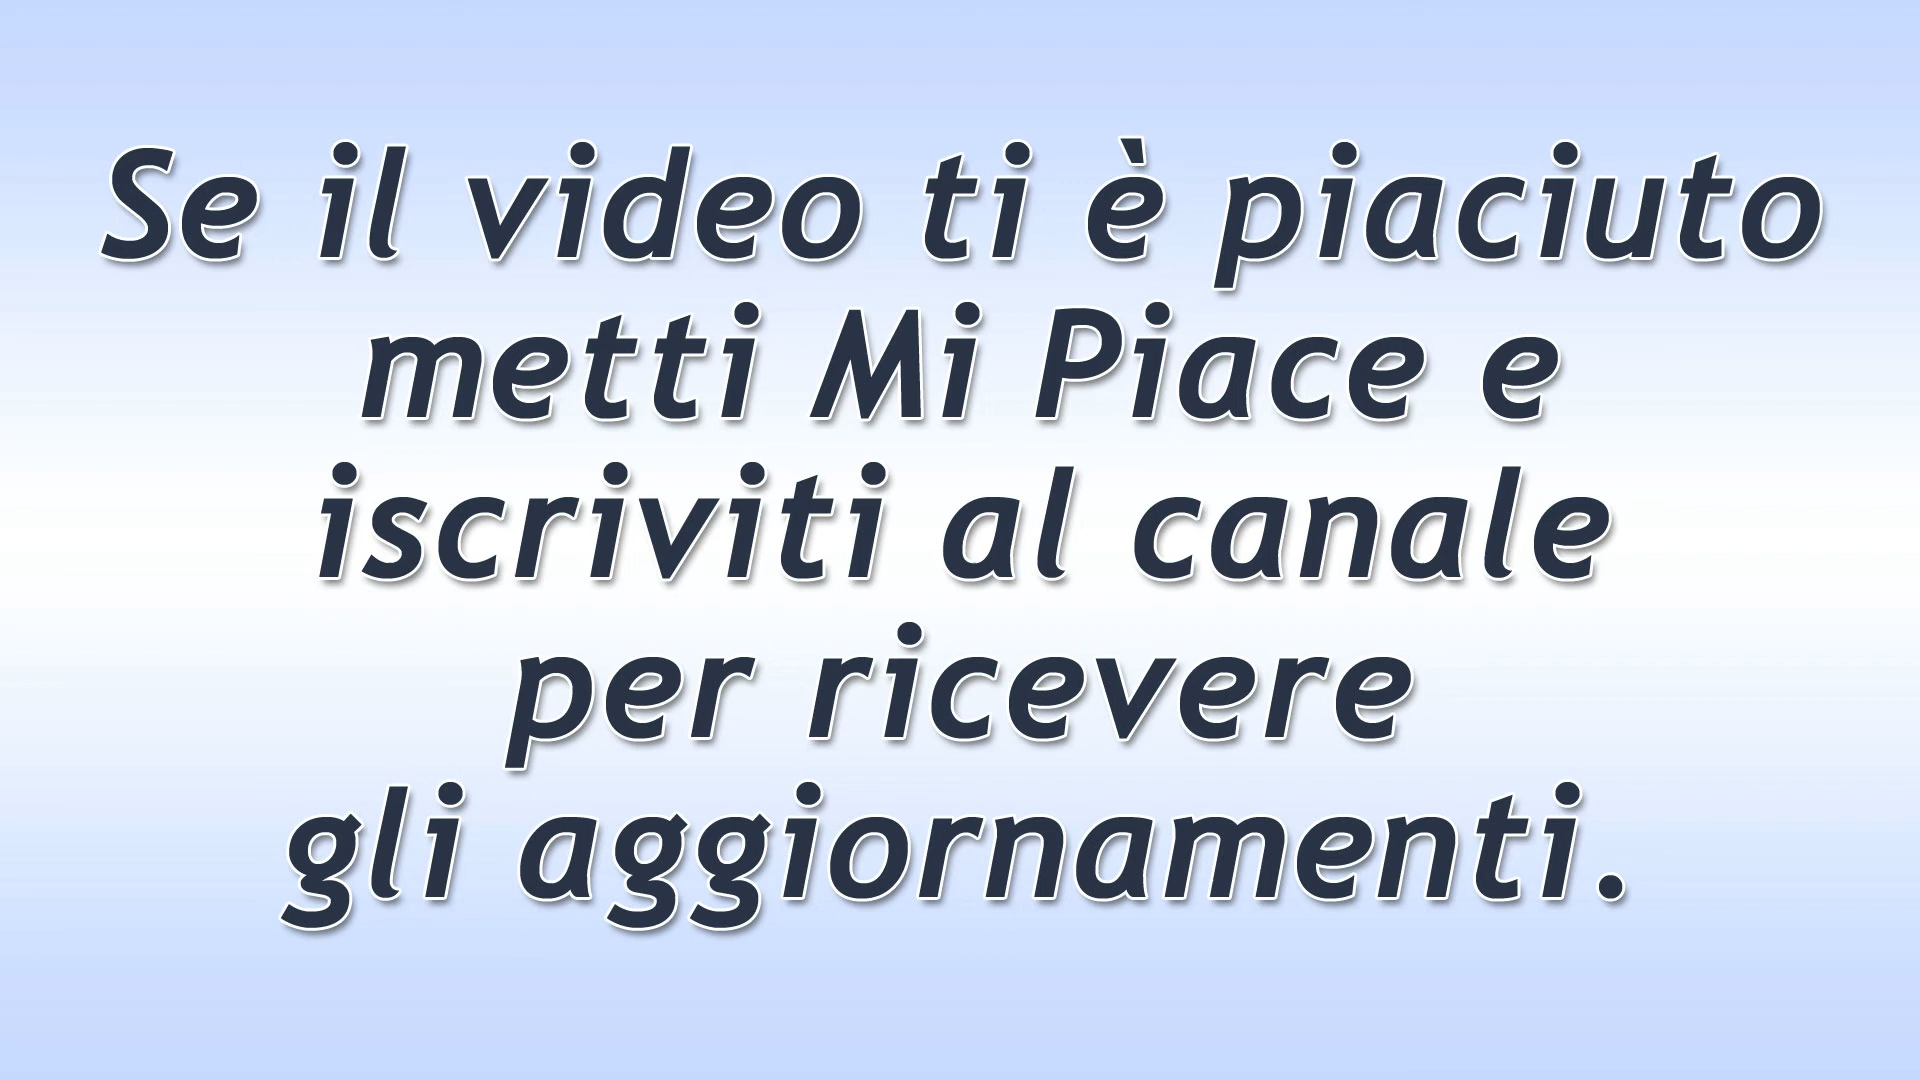 Se il video ti è piaciuto
metti Mi Piace e
iscriviti al canale
per ricevere
gli aggiornamenti.